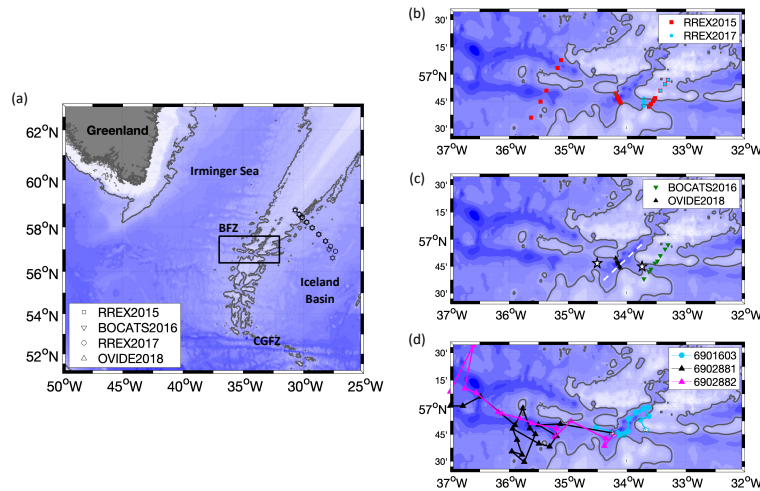 (a)
62°N
60°N
58°N
56°N
54°N
52°N
50°W
45°W
40°W
35°W
30°W
25°W
Greenland
Irminger Sea
BFZ
Iceland
Basin
CGFZ
RREX2015
BOCATS2016
RREX2017
OVIDE2018
(b)
30'
15'
57°N
45'
30'
37°W
36°W
35°W
34°W
33°W
32°W
RREX2015
RREX2017
(c)
30'
15'
57°N
45'
30'
37°W
36°W
35°W
34°W
33°W
32°W
BOCATS2016
OVIDE2018
(d)
30'
15'
57°N
45'
30'
37°W
36°W
35°W
34°W
33°W
32°W
6901603
6902881
6902882